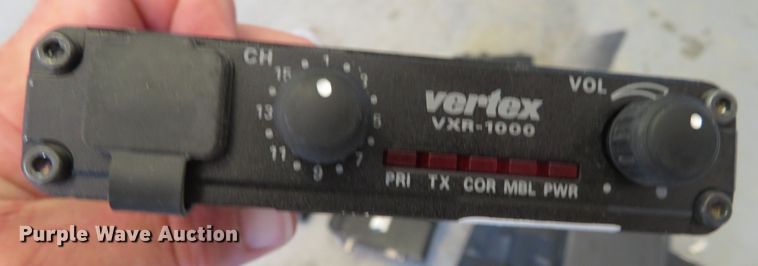 CH
1
3
5
7
9
11
13
15
vertex
VXR-1000
VOL
PRI TX COR MBL PWR
Purple Wave Auction